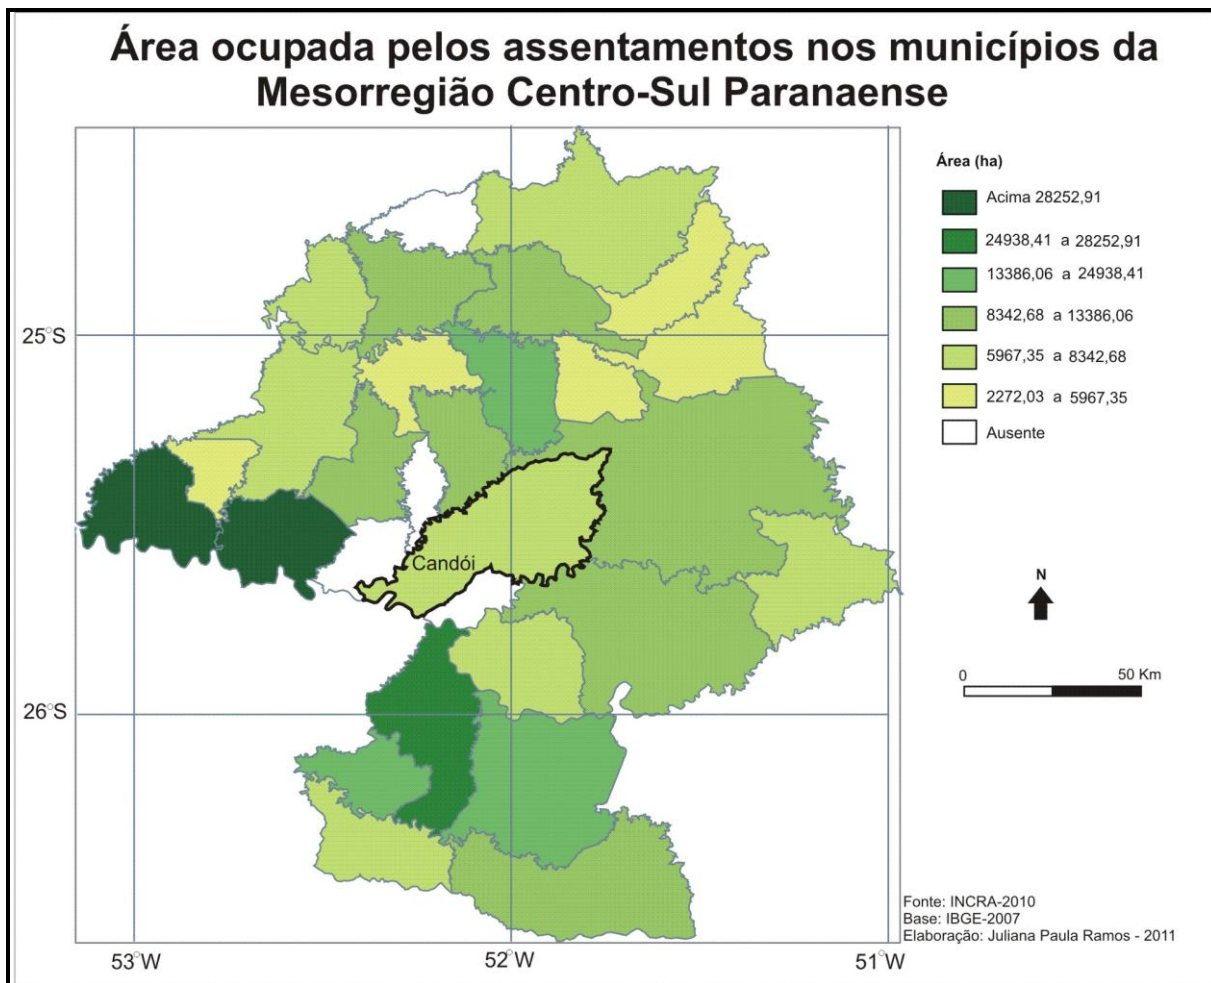 Área ocupada pelos assentamentos nos municípios da
Mesorregião Centro-Sul Paranaense
Área (ha)
Acima 28252,91
24938,41 a 28252,91
13386,06 a 24938,41
8342,68 a 13386,06
5967,35 a 8342,68
2272,03 a 5967,35
Ausente
25°S
Candói
N
0 50 Km
26°S
Fonte: INCRA-2010
Base: IBGE-2007
Elaboração: Juliana Paula Ramos - 2011
53°W 52°W 51°W